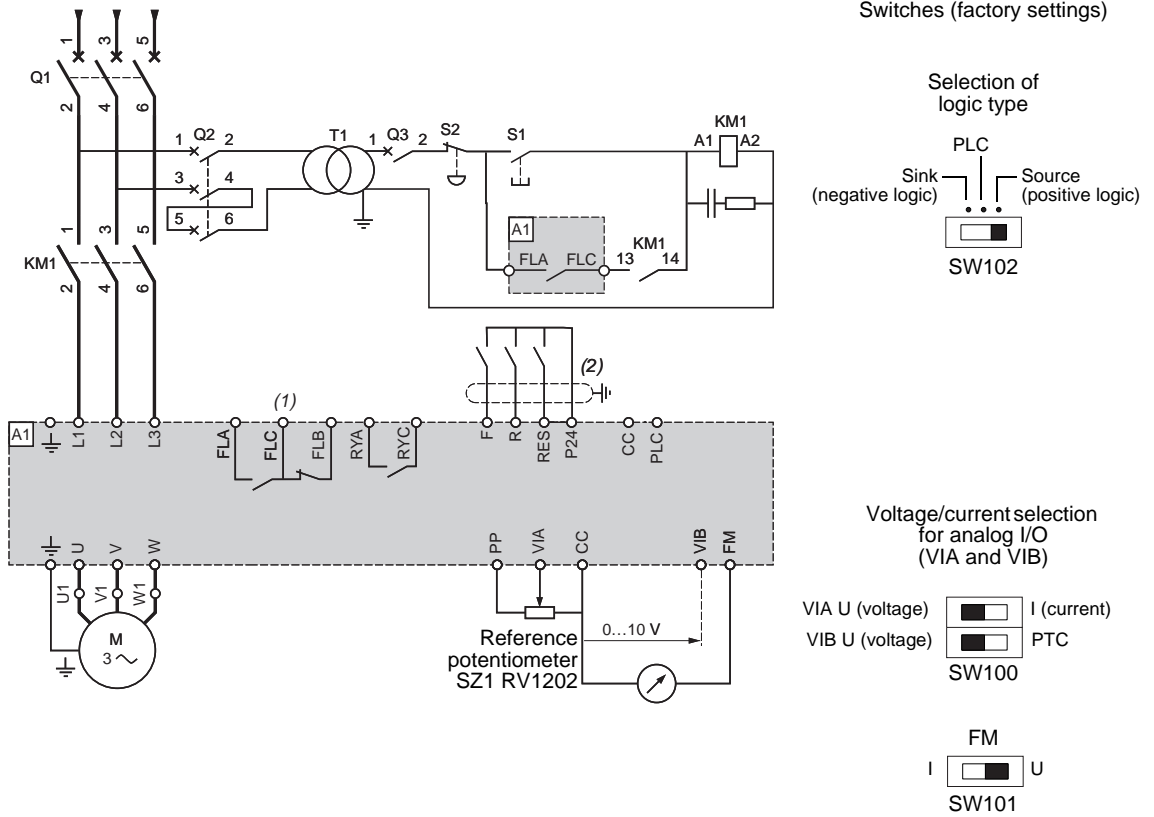 Switches (factory settings)
1 3 5
Q1
2 4 6
1 Q2 2
3 4
5 6
T1
1 Q3 2
S2
S1
KM1
A1 A2
A1
FLA FLC
KM1
13 14
1 3 5
KM1
2 4 6
Selection of
logic type
PLC
Sink
(negative logic)
Source
(positive logic)
SW102
(1)
(2)
A1
L1
L2
L3
FLA
FLC
FLB
RYA
RYC
F
R
RES
P24
CC
PLC
U
V
W
PP
VIA
CC
VIB
FM
U1
V1
W1
M
3
Reference
potentiometer
SZ1 RV1202
0...10 V
Voltage/current selection
for analog I/O
(VIA and VIB)
VIA U (voltage) I (current)
VIB U (voltage) PTC
SW100
FM
I U
SW101